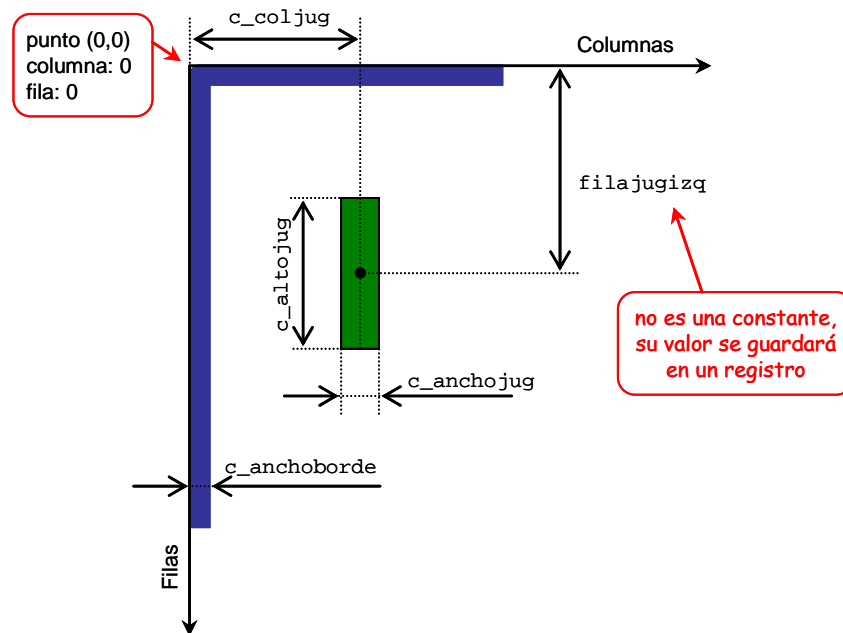 c_coljug
punto (0,0)
columna: 0
fila: 0
Columnas
filajugizq
c_altojug
no es una constante,
su valor se guardará
en un registro
c_anchojug
c_anchoborde
Filas